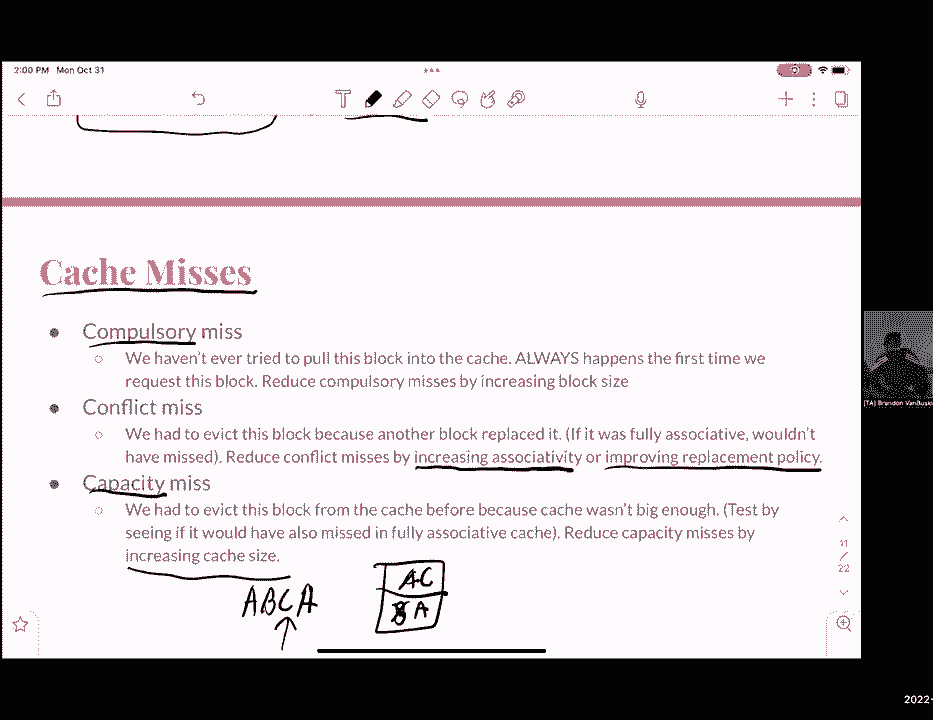 2:00 PM Mon Oct 31
Cache Misses
Compulsory miss
We haven't ever tried to pull this block into the cache. ALWAYS happens the first time we
request this block. Reduce compulsory misses by increasing block size
Conflict miss
We had to evict this block because another block replaced it. (If it was fully associative, wouldn't
have missed). Reduce conflict misses by increasing associativity or improving replacement policy.
Capacity miss
We had to evict this block from the cache before because cache wasn't big enough. (Test by
seeing if it would have also missed in fully associative cache). Reduce capacity misses by
increasing cache size.
ABCA
AC
BA
11
/
22
[TA] Brandon VanBuski
2022-